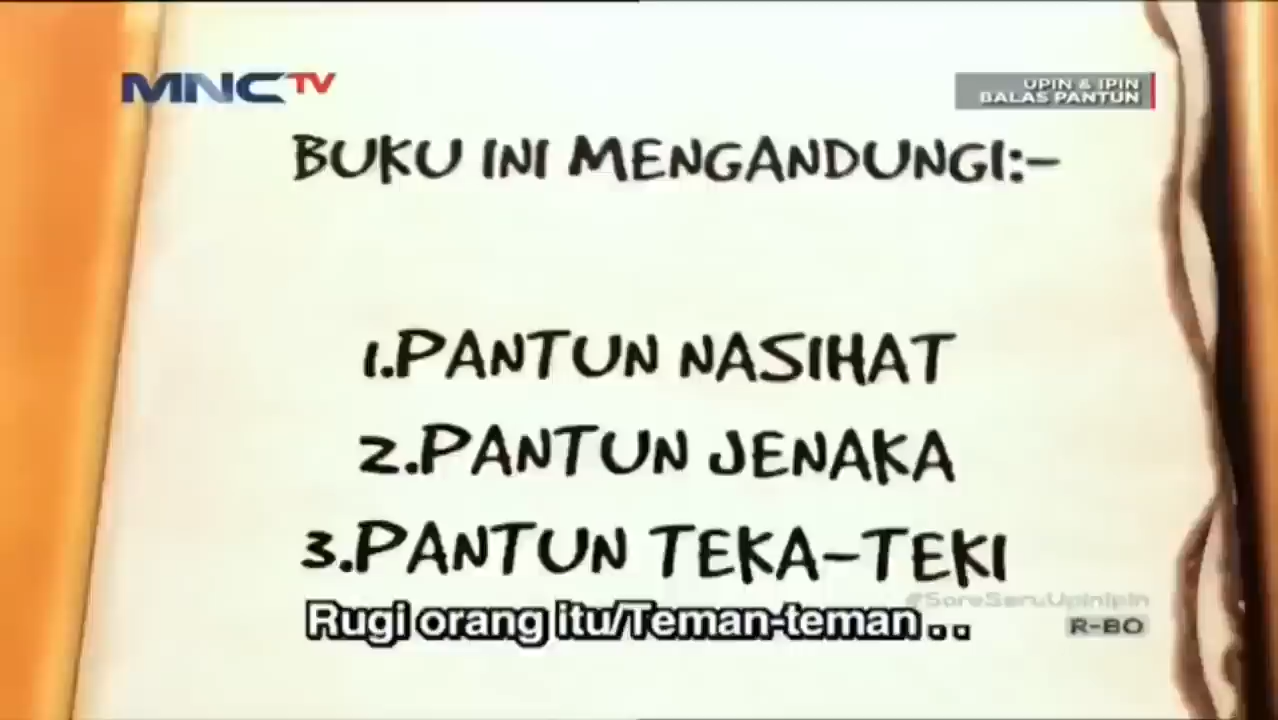 MNCTV
UPIN & IPIN
BALAS PANTUN
BUKU INI MENGANDUNGI:-
1.PANTUN NASIHAT
2.PANTUN JENAKA
3.PANTUN TEKA-TEKI
#SoreSeruUpinIpin
Rugi orang itu/Teman-teman . .
R-BO